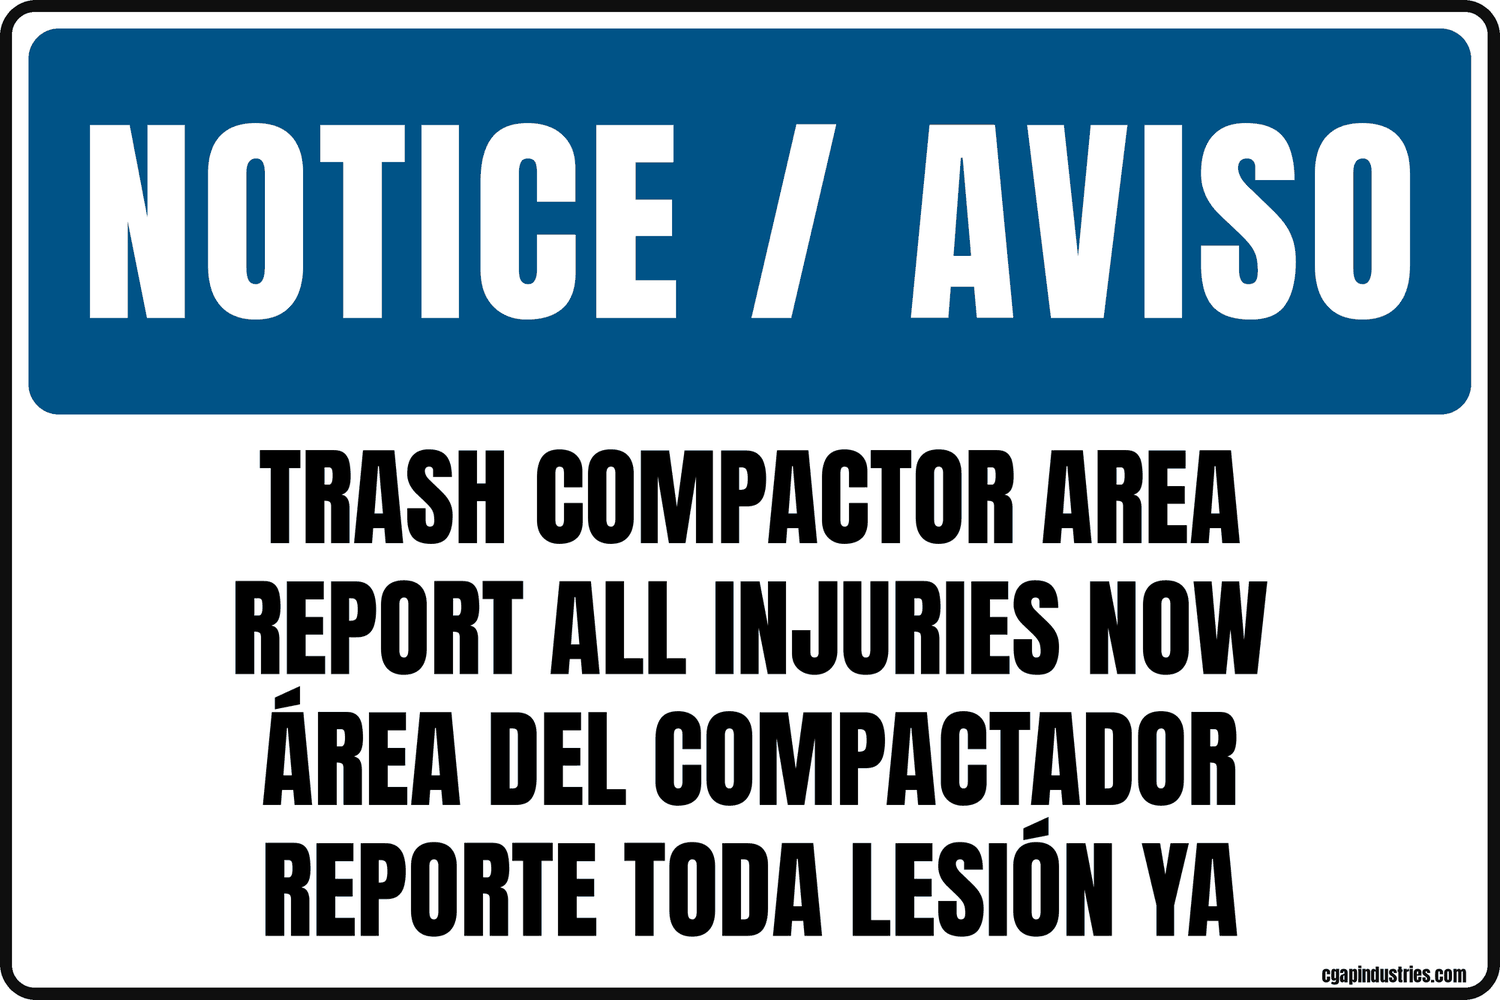 NOTICE / AVISO
TRASH COMPACTOR AREA
REPORT ALL INJURIES NOW
ÁREA DEL COMPACTADOR
REPORTE TODA LESIÓN YA
cgapindustries.com